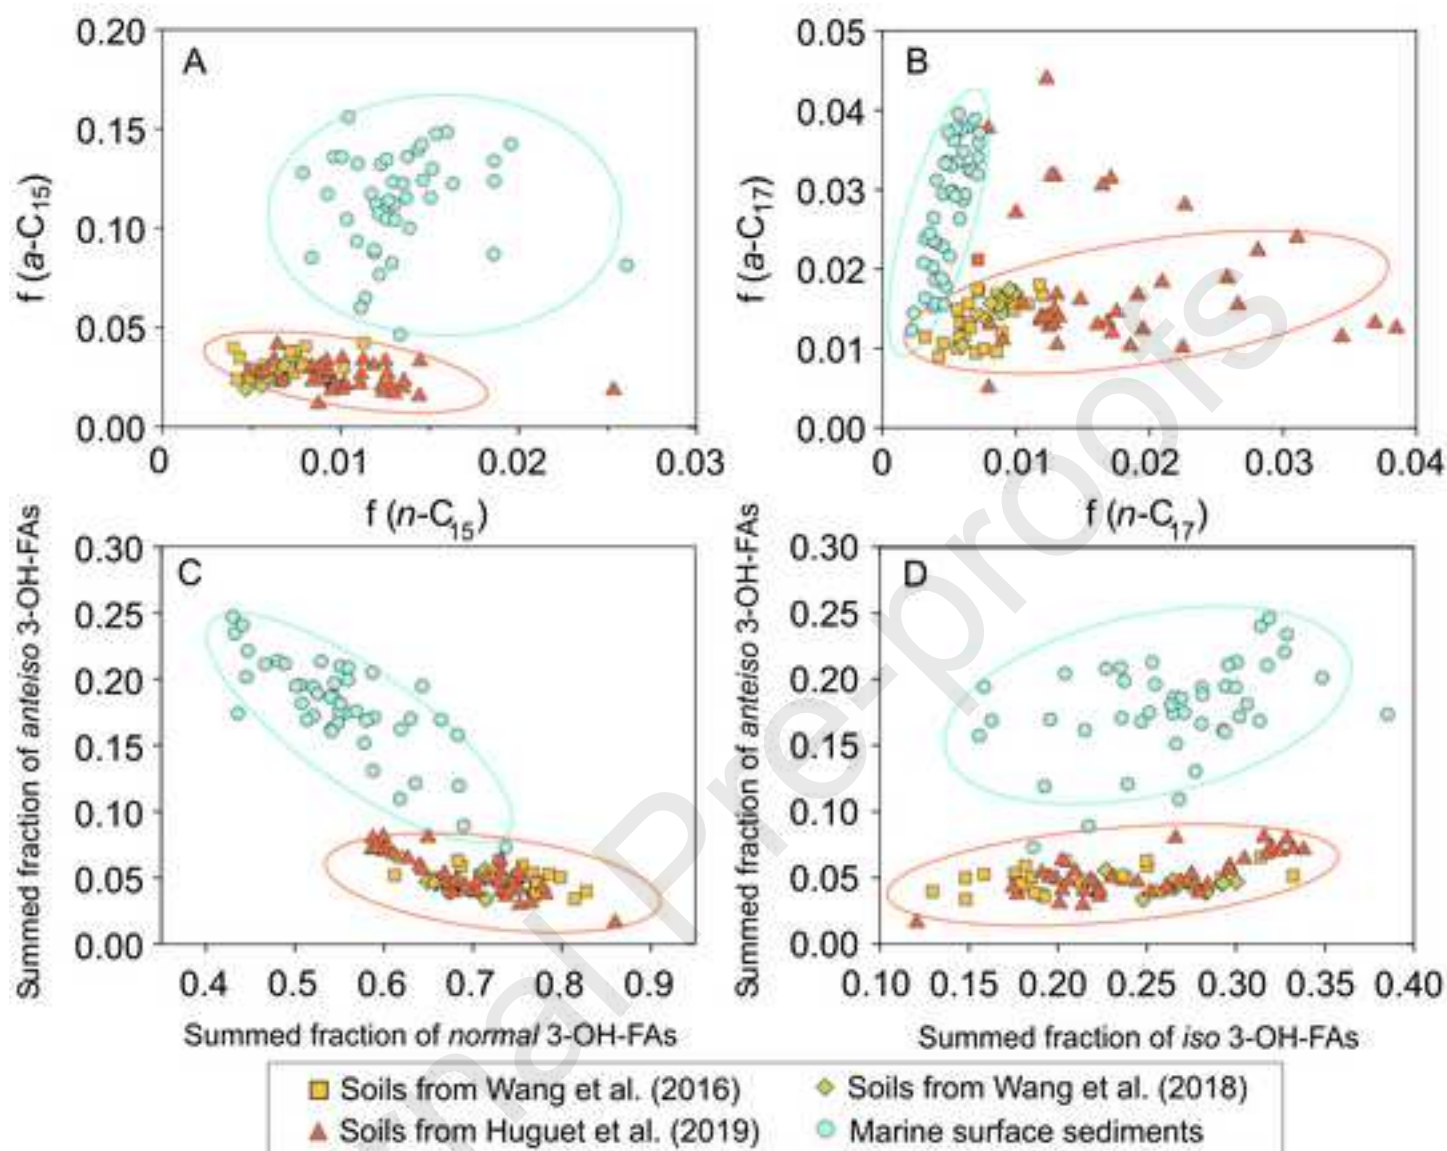 A
0.20
0.15
0.10
0.05
0.00
f (a-C15)
0
0.01
0.02
0.03
f (n-C15)
B
0.05
0.04
0.03
0.02
0.01
0.00
f (a-C17)
0
0.01
0.02
0.03
0.04
f (n-C17)
C
0.30
0.25
0.20
0.15
0.10
0.05
0.00
Summed fraction of anteiso 3-OH-FAs
0.4
0.5
0.6
0.7
0.8
0.9
Summed fraction of normal 3-OH-FAs
D
0.30
0.25
0.20
0.15
0.10
0.05
0.00
Summed fraction of anteiso 3-OH-FAs
0.10
0.15
0.20
0.25
0.30
0.35
0.40
Summed fraction of iso 3-OH-FAs
Soils from Wang et al. (2016)
Soils from Wang et al. (2018)
Soils from Huguet et al. (2019)
Marine surface sediments
nal Pre-proofs